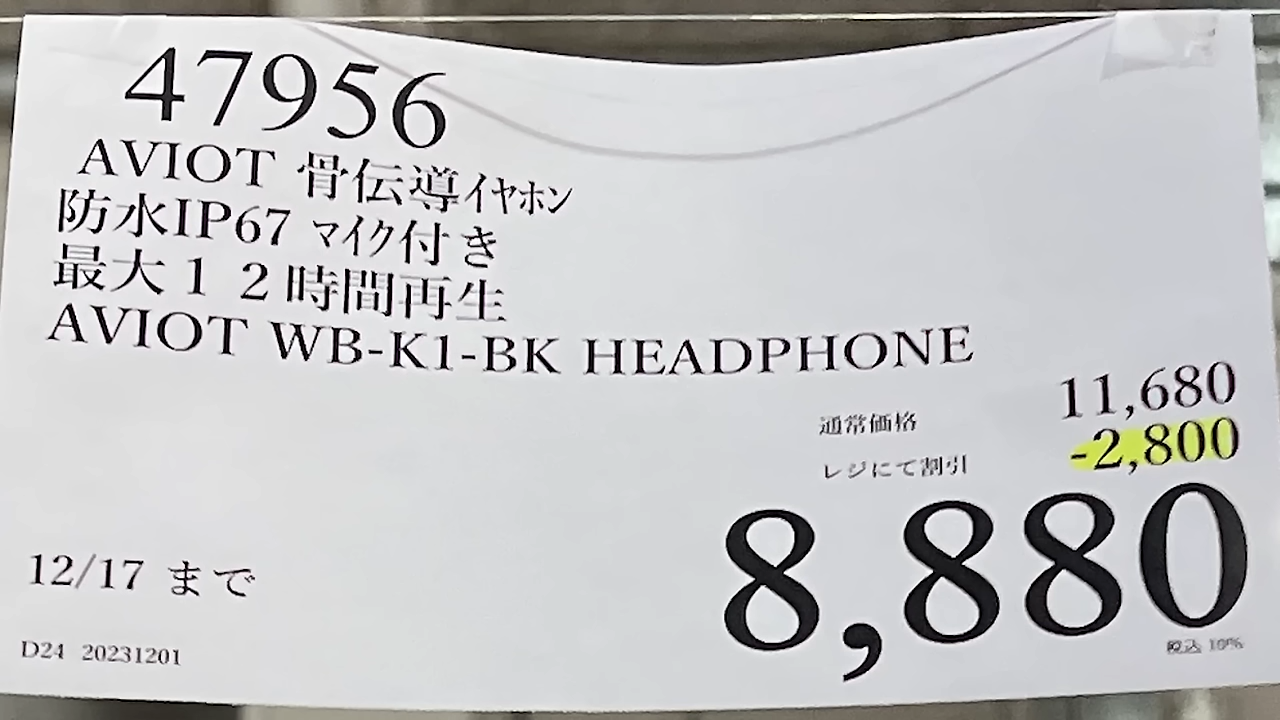 47956
AVIOT 骨伝導ｲﾔﾎﾝ
防水IP67 ﾏｲｸ付き
最大１２時間再生
AVIOT WB-K1-BK HEADPHONE
通常価格 11,680
レジにて割引 -2,800
8,880
税込 10%
12/17 まで
D24 20231201